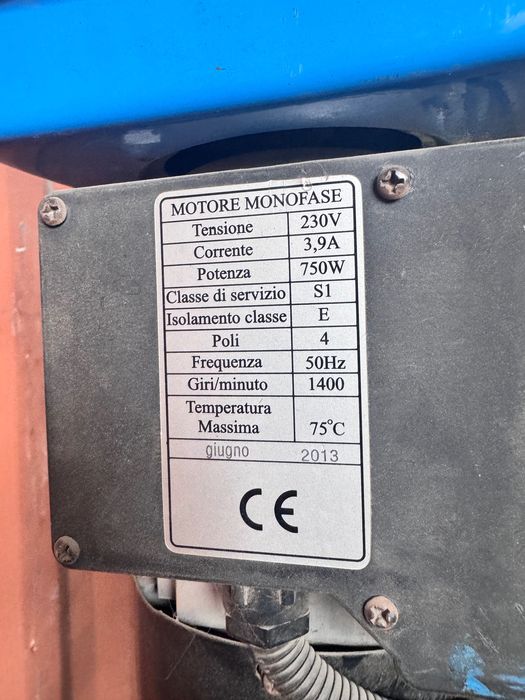 MOTORE MONOFASE
Tensione 230V
Corrente 3,9A
Potenza 750W
Classe di servizio S1
Isolamento classe E
Poli 4
Frequenza 50Hz
Giri/minuto 1400
Temperatura
Massima 75°C
giugno 2013
CE